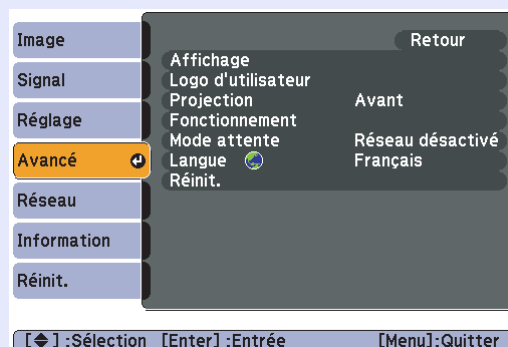 Image
Signal
Réglage
Avancé
Réseau
Information
Réinit.
Retour
Affichage
Logo d'utilisateur
Projection Avant
Fonctionnement
Mode attente Réseau désactivé
Langue Français
Réinit.
[◆] :Sélection [Enter] :Entrée [Menu]:Quitter